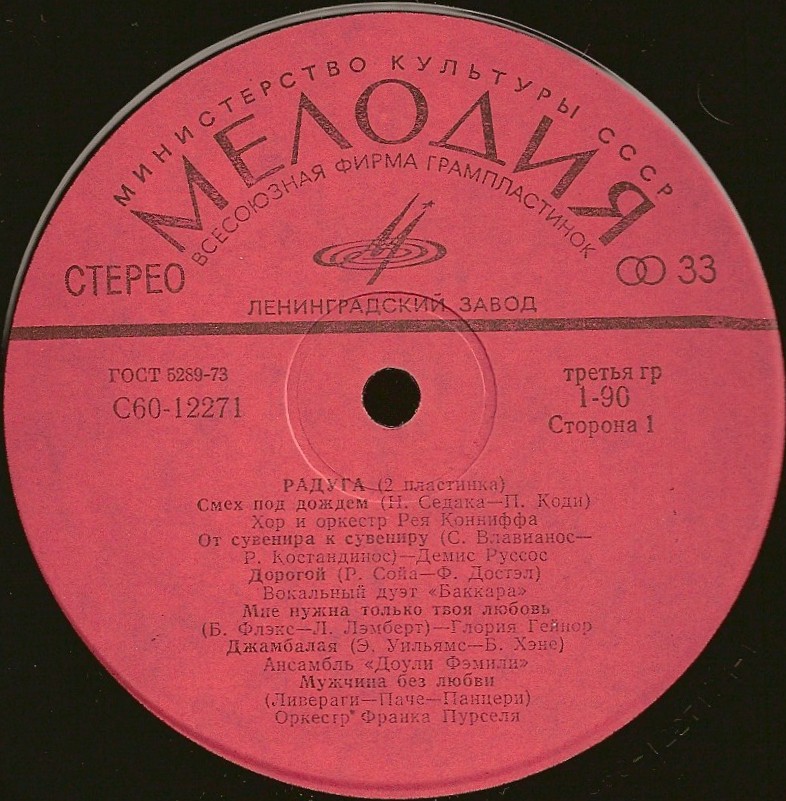 МИНИСТЕРСТВО КУЛЬТУРЫ СССР
МЕЛОДИЯ
ВСЕСОЮЗНАЯ ФИРМА ГРАМПЛАСТИНОК
СТЕРЕО
33
ЛЕНИНГРАДСКИЙ ЗАВОД
ГОСТ 5289-73
третья гр
С60-12271
1-90
Сторона 1
РАДУГА (2 пластинка)
Смех под дождем (Н. Седака—П. Коди)
Хор и оркестр Рея Конниффа
От сувенира к сувениру (С. Влавианос—
Р. Костандинос)—Демис Руссос
Дорогой (Р. Сойа—Ф. Достэл)
Вокальный дуэт «Баккара»
Мне нужна только твоя любовь
(Б. Флэкс—Л. Лэмберт)—Глория Гейнор
Джамбалая (Э. Уильямс—Б. Хэне)
Ансамбль «Доули Фэмили»
Мужчина без любви
(Ливераги—Паче—Панцери)
Оркестр Франка Пурселя